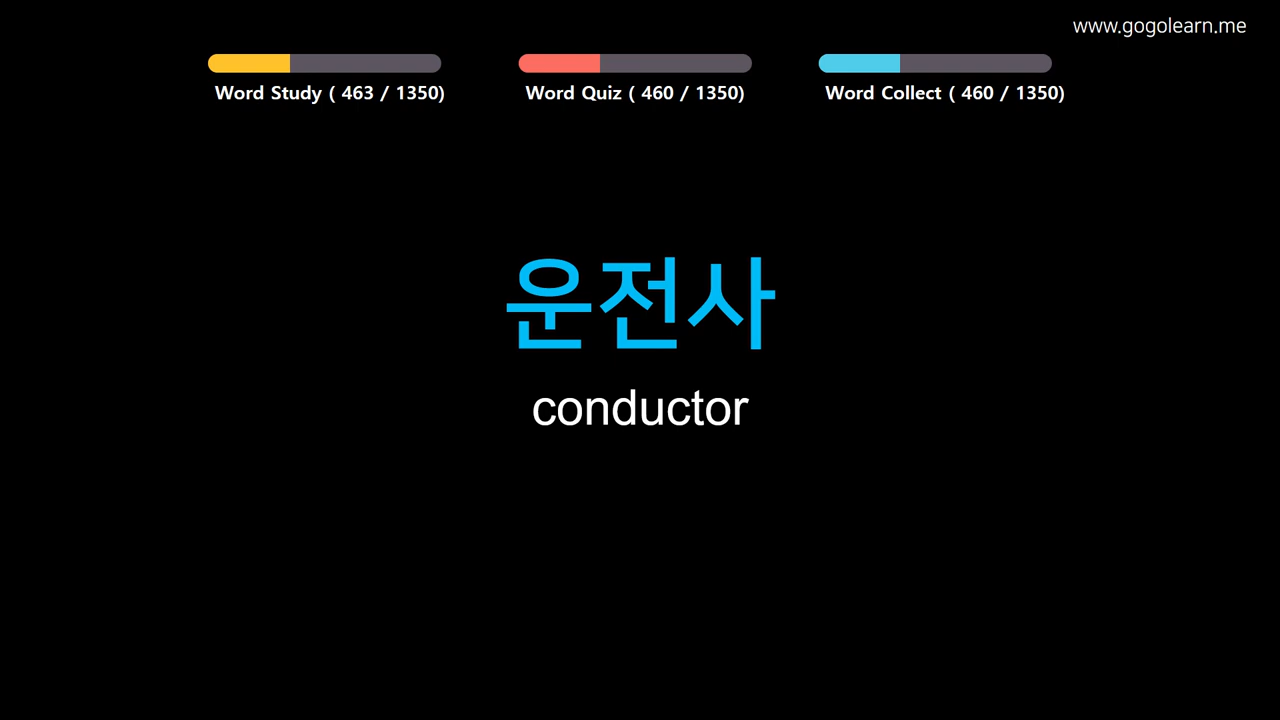 www.gogolearn.me
Word Study ( 463 / 1350)
Word Quiz ( 460 / 1350)
Word Collect ( 460 / 1350)
운전사
conductor